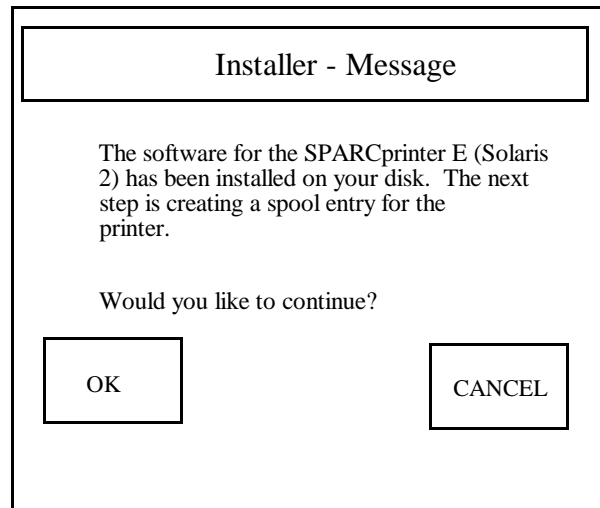 Installer - Message
The software for the SPARCprinter E (Solaris
2) has been installed on your disk.  The next
step is creating a spool entry for the
printer.
Would you like to continue?
OK
CANCEL